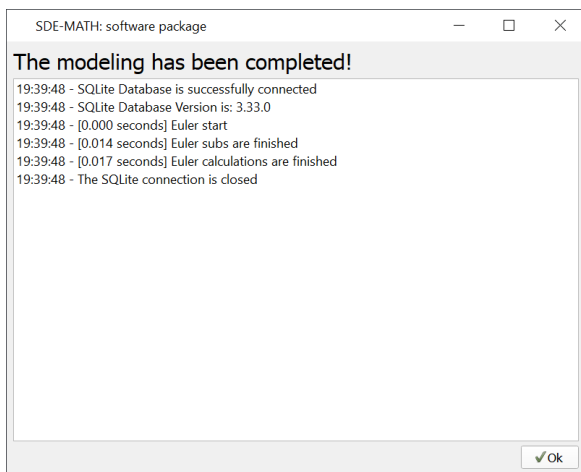 SDE-MATH: software package
The modeling has been completed!
19:39:48 - SQLite Database is successfully connected
19:39:48 - SQLite Database Version is: 3.33.0
19:39:48 - [0.000 seconds] Euler start
19:39:48 - [0.014 seconds] Euler subs are finished
19:39:48 - [0.017 seconds] Euler calculations are finished
19:39:48 - The SQLite connection is closed
Ok